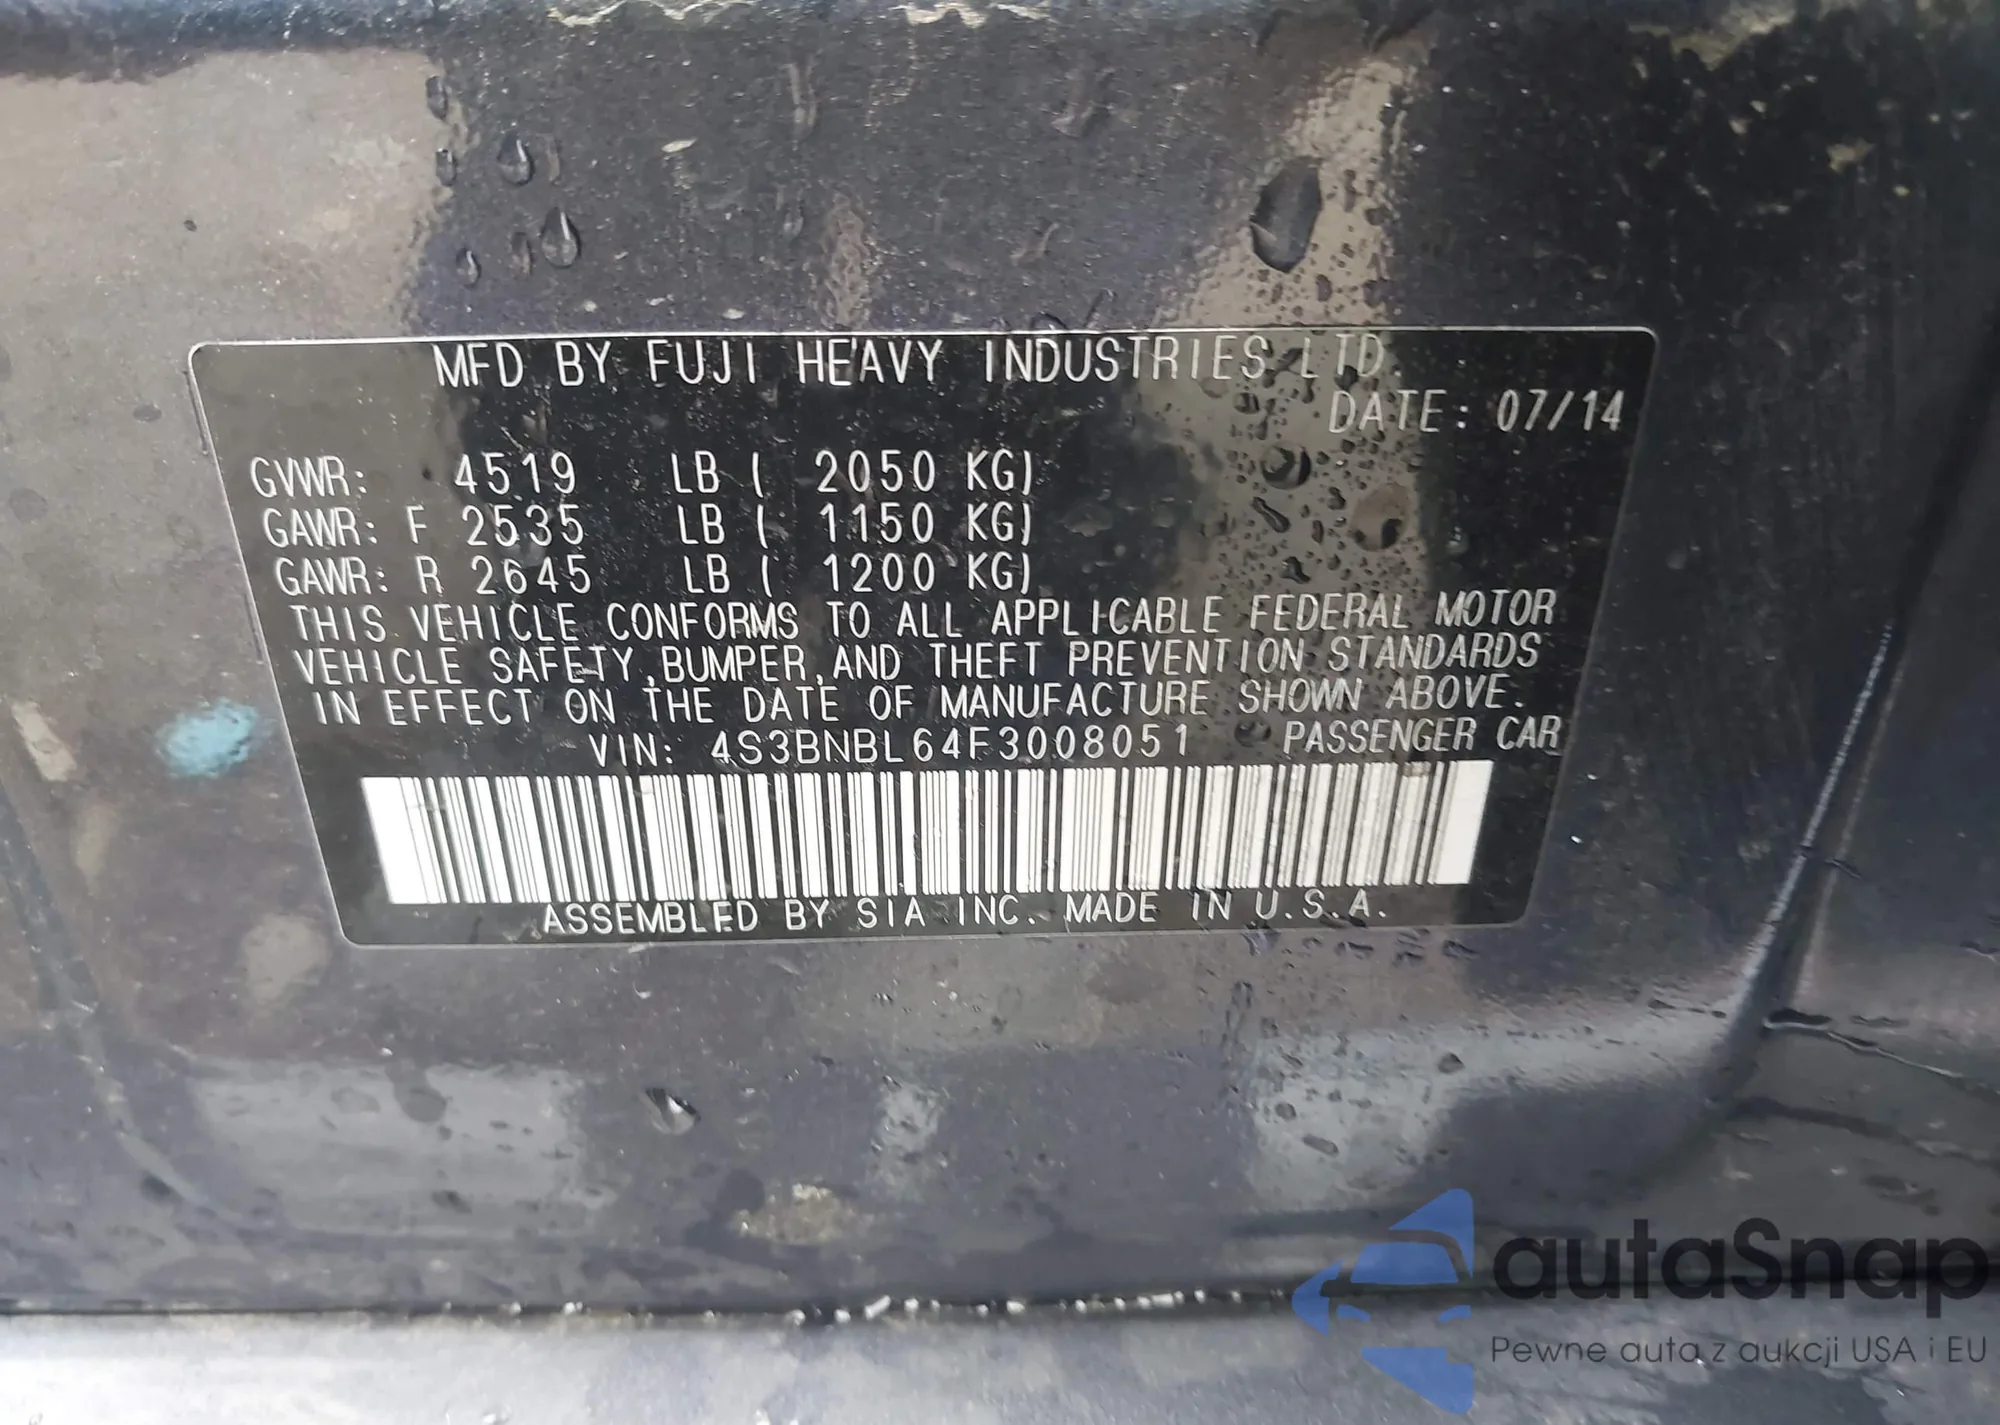 MFD BY FUJI HEAVY INDUSTRIES LTD.
DATE: 07/14
GVWR: 4519 LB ( 2050 KG)
GAWR: F 2535 LB ( 1150 KG)
GAWR: R 2645 LB ( 1200 KG)
THIS VEHICLE CONFORMS TO ALL APPLICABLE FEDERAL MOTOR
VEHICLE SAFETY,BUMPER,AND THEFT PREVENTION STANDARDS
IN EFFECT ON THE DATE OF MANUFACTURE SHOWN ABOVE.
VIN: 4S3BNBL64F3008051 PASSENGER CAR
ASSEMBLED BY SIA INC. MADE IN U.S.A.
autaSnap
Pewne auta z aukcji USA i EU